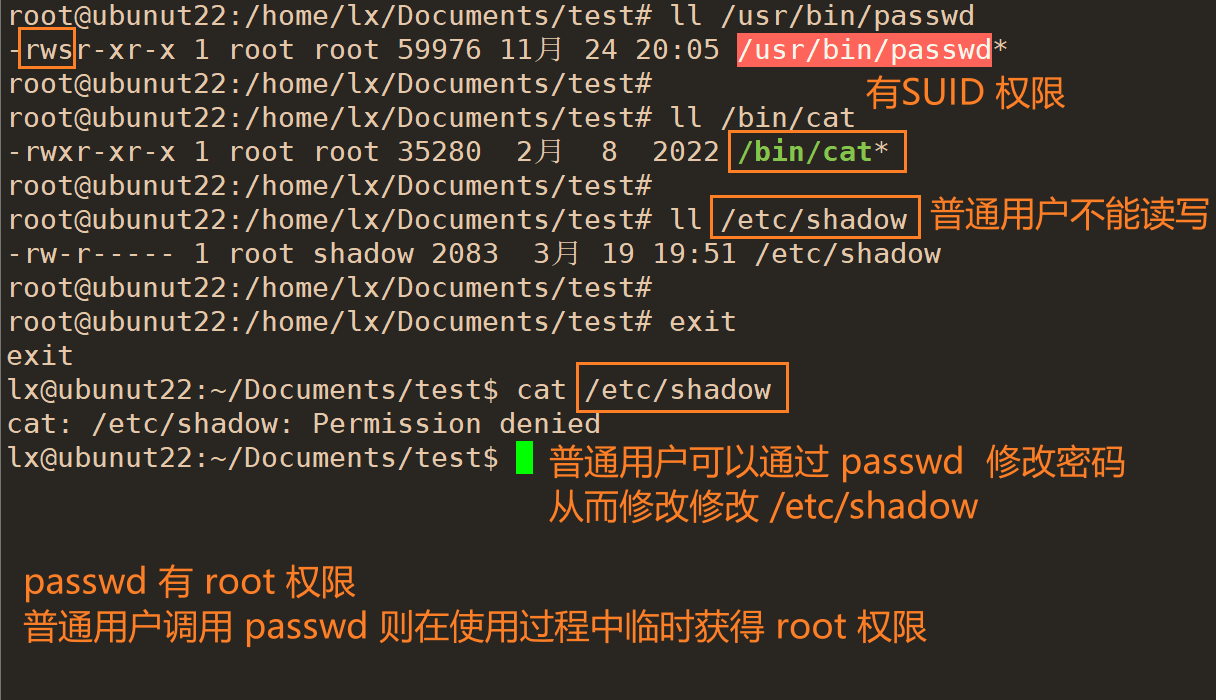 root@ubunut22:/home/lx/Documents/test# ll /usr/bin/passwd
-rwsr-xr-x 1 root root 59976 11月 24 20:05 /usr/bin/passwd*
root@ubunut22:/home/lx/Documents/test#
有SUID 权限
root@ubunut22:/home/lx/Documents/test# ll /bin/cat
-rwxr-xr-x 1 root root 35280  2月  8  2022 /bin/cat*
root@ubunut22:/home/lx/Documents/test#
root@ubunut22:/home/lx/Documents/test# ll /etc/shadow 普通用户不能读写
-rw-r----- 1 root shadow 2083  3月 19 19:51 /etc/shadow
root@ubunut22:/home/lx/Documents/test#
root@ubunut22:/home/lx/Documents/test# exit
exit
lx@ubunut22:~/Documents/test$ cat /etc/shadow
cat: /etc/shadow: Permission denied
lx@ubunut22:~/Documents/test$
普通用户可以通过 passwd 修改密码
从而修改修改 /etc/shadow
passwd 有 root 权限
普通用户调用 passwd 则在使用过程中临时获得 root 权限